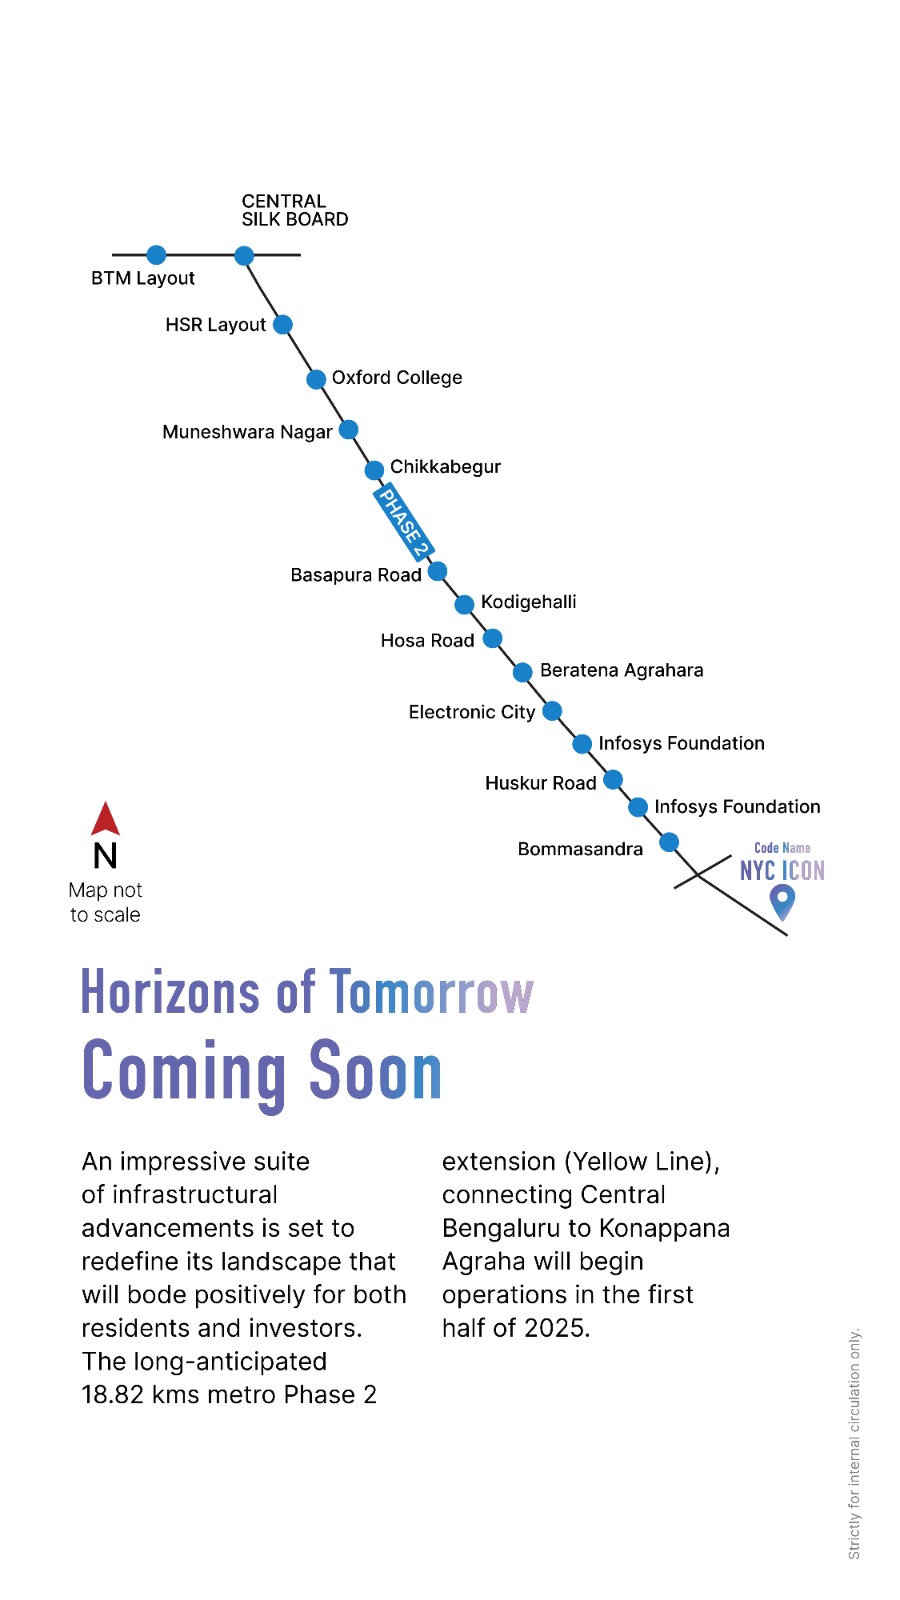 CENTRAL
SILK BOARD
BTM Layout
HSR Layout
Oxford College
Muneshwara Nagar
Chikkabegur
PHASE 2
Basapura Road
Kodigehalli
Hosa Road
Beratena Agrahara
Electronic City
Infosys Foundation
Huskur Road
Infosys Foundation
Bommasandra
Code Name
NYC ICON
N
Map not
to scale
Horizons of Tomorrow
Coming Soon
An impressive suite
of infrastructural
advancements is set to
redefine its landscape that
will bode positively for both
residents and investors.
The long-anticipated
18.82 kms metro Phase 2
extension (Yellow Line),
connecting Central
Bengaluru to Konappana
Agraha will begin
operations in the first
half of 2025.
Strictly for internal circulation only.